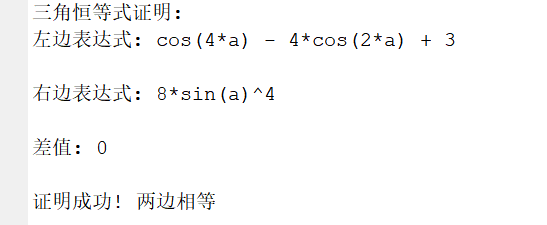 三角恒等式证明:
左边表达式: cos(4*a) - 4*cos(2*a) + 3
右边表达式: 8*sin(a)^4
差值: 0
证明成功! 两边相等